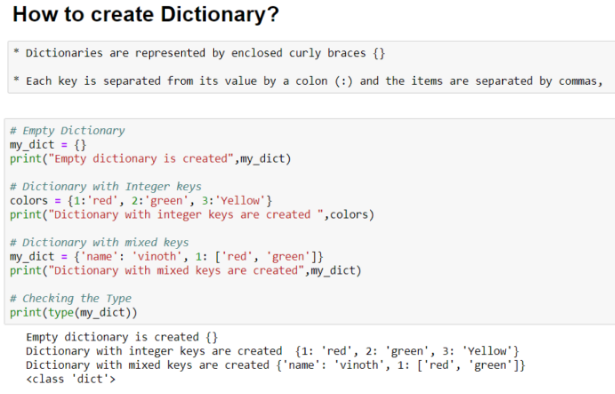 How to create Dictionary?
* Dictionaries are represented by enclosed curly braces {}
* Each key is separated from its value by a colon (:) and the items are separated by commas,
# Empty Dictionary
my_dict = {}
print("Empty dictionary is created",my_dict)
# Dictionary with Integer keys
colors = {1:'red', 2:'green', 3:'Yellow'}
print("Dictionary with integer keys are created ",colors)
# Dictionary with mixed keys
my_dict = {'name': 'vinoth', 1: ['red', 'green']}
print("Dictionary with mixed keys are created",my_dict)
# Checking the Type
print(type(my_dict))
Empty dictionary is created {}
Dictionary with integer keys are created  {1: 'red', 2: 'green', 3: 'Yellow'}
Dictionary with mixed keys are created {'name': 'vinoth', 1: ['red', 'green']}
<class 'dict'>